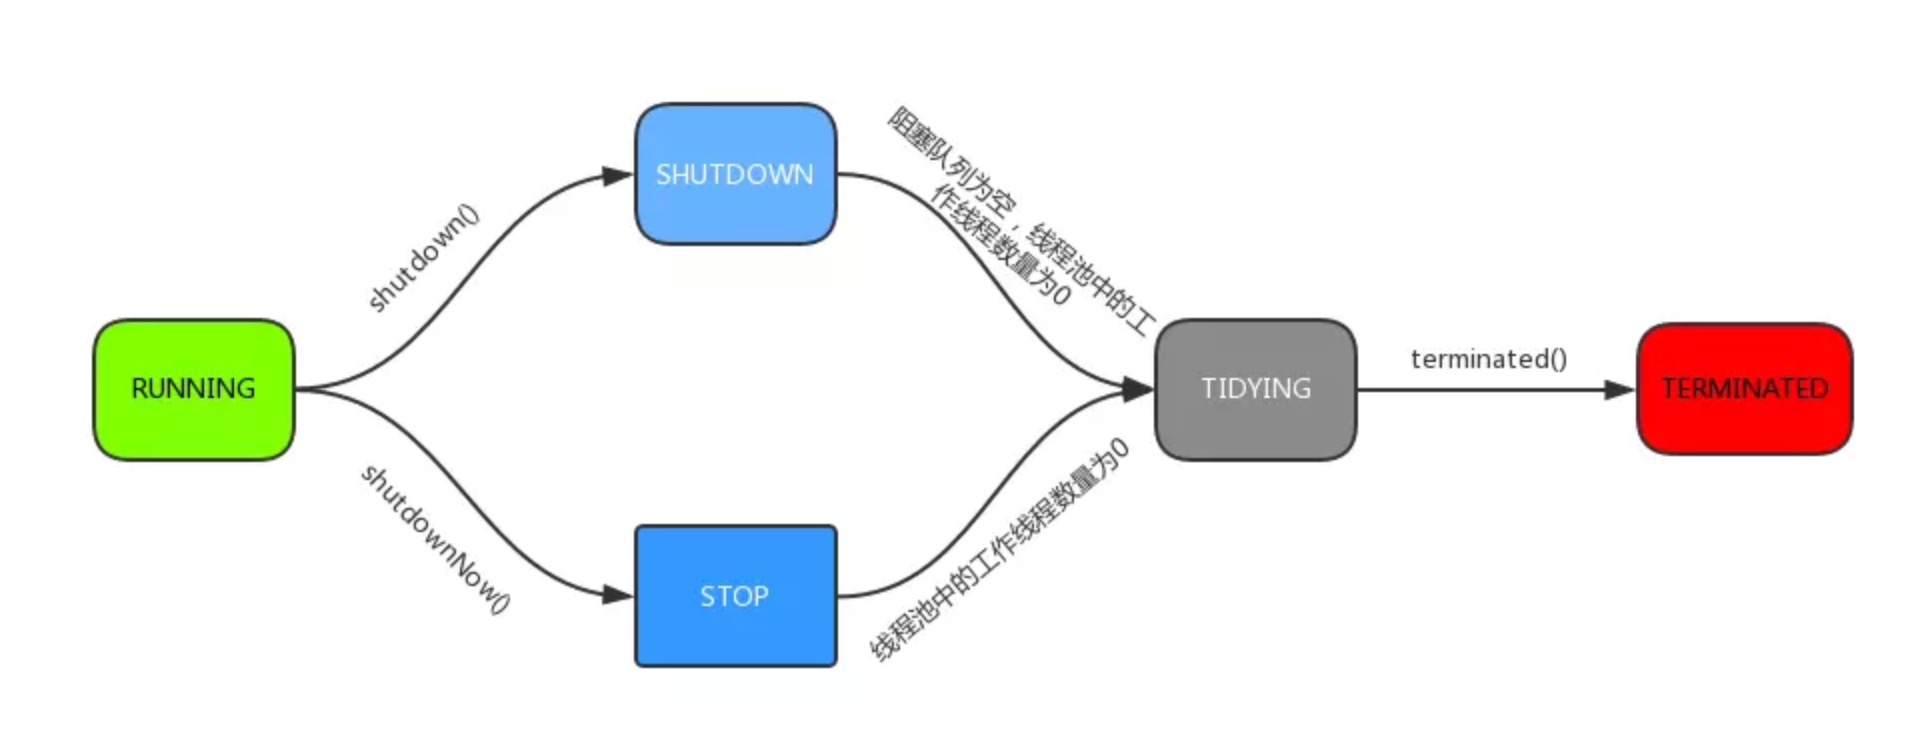 RUNNING
shutdown()
shutdownNow()
SHUTDOWN
STOP
阻塞队列为空，线程池中的工
作线程数量为0
线程池中的工作线程数量为0
TIDYING
terminated()
TERMINATED